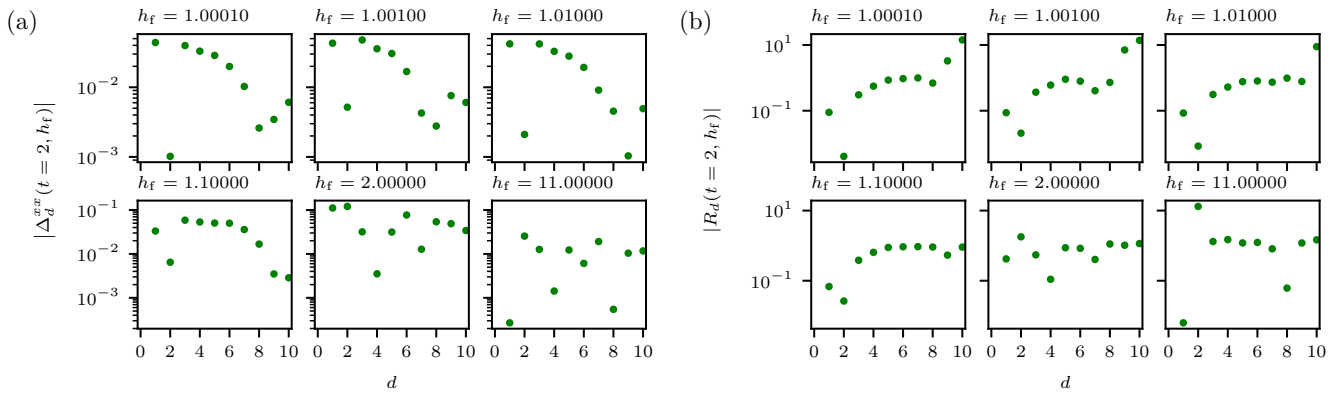 (a)
h_f = 1.00010
h_f = 1.00100
h_f = 1.01000
10^−2
10^−3
|Δ_d^{xx}(t = 2, h_f)|
h_f = 1.10000
h_f = 2.00000
h_f = 11.00000
10^−1
10^−2
10^−3
0 2 4 6 8 10
0 2 4 6 8 10
0 2 4 6 8 10
d
(b)
h_f = 1.00010
h_f = 1.00100
h_f = 1.01000
10^1
10^−1
|R_d(t = 2, h_f)|
h_f = 1.10000
h_f = 2.00000
h_f = 11.00000
10^1
10^−1
0 2 4 6 8 10
0 2 4 6 8 10
0 2 4 6 8 10
d